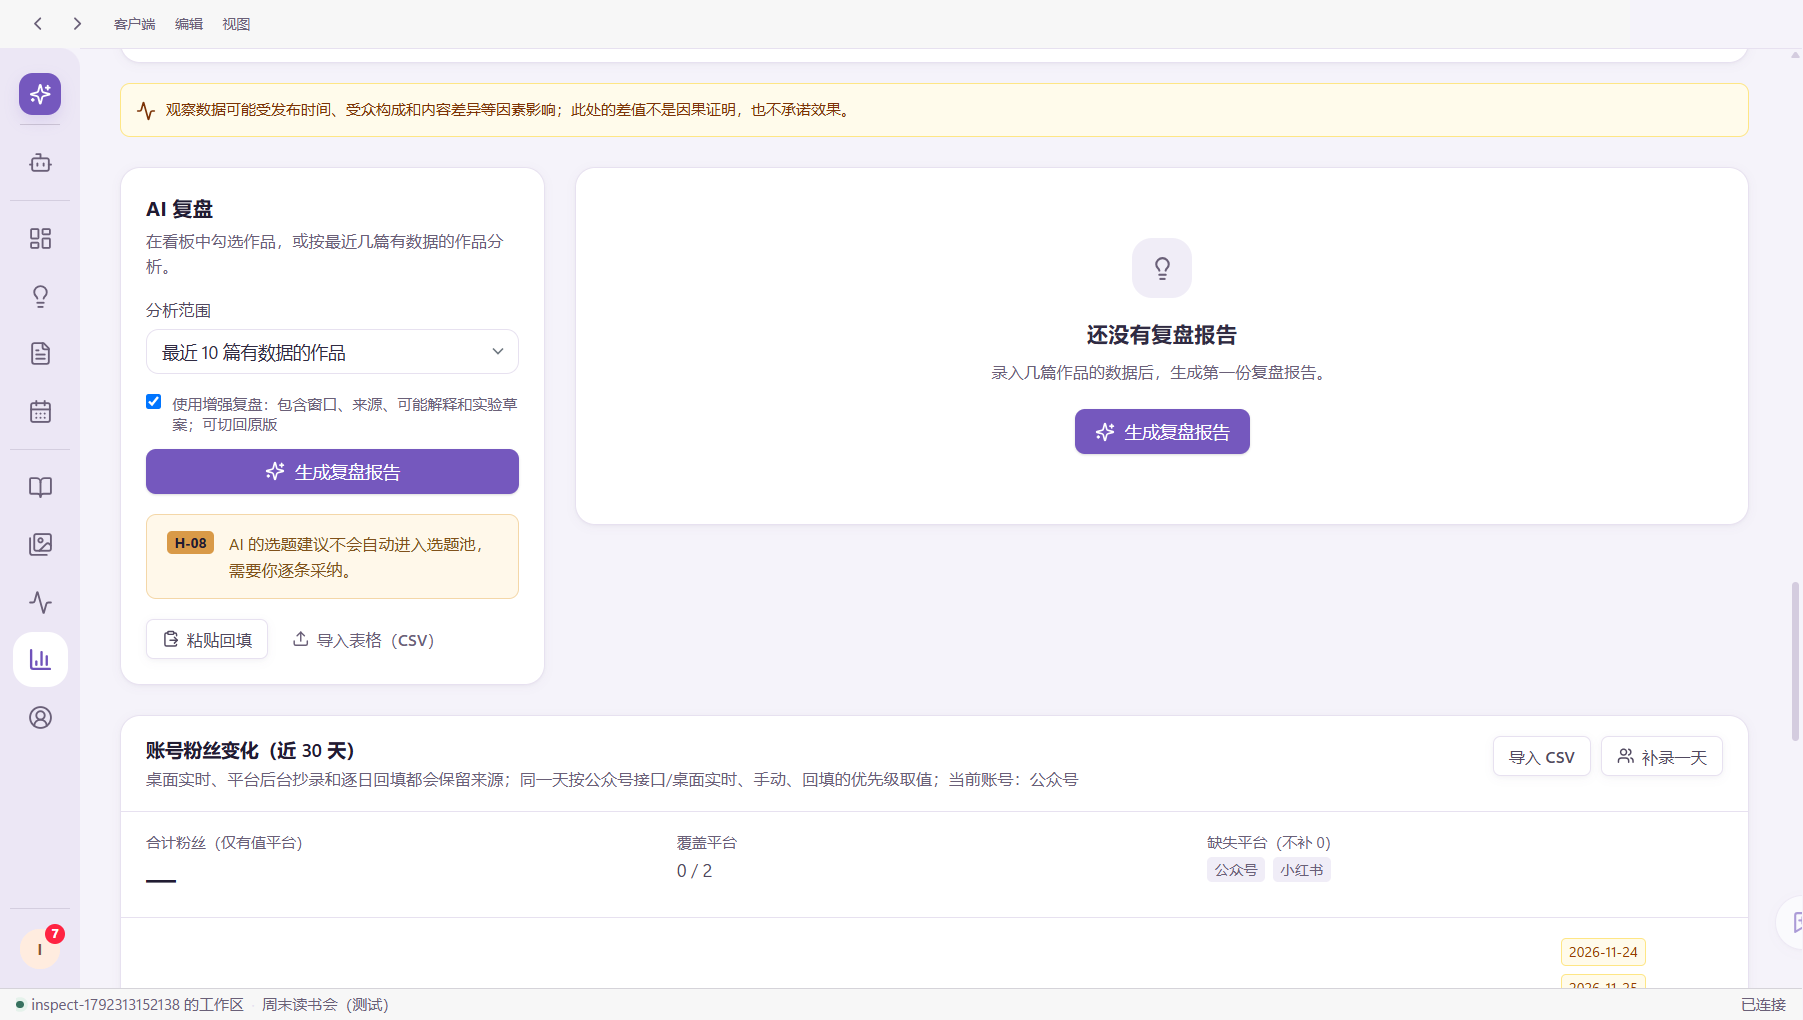 客户端 编辑 视图
观察数据可能受发布时间、受众构成和内容差异等因素影响；此处的差值不是因果证明，也不承诺效果。
AI 复盘
在看板中勾选作品，或按最近几篇有数据的作品分
析。
分析范围
最近 10 篇有数据的作品
使用增强复盘：包含窗口、来源、可能解释和实验草
案；可切回原版
生成复盘报告
H-08
AI 的选题建议不会自动进入选题池，
需要你逐条采纳。
粘贴回填 导入表格（CSV）
还没有复盘报告
录入几篇作品的数据后，生成第一份复盘报告。
生成复盘报告
账号粉丝变化（近 30 天）
桌面实时、平台后台抄录和逐日回填都会保留来源；同一天按公众号接口/桌面实时、手动、回填的优先级取值；当前账号：公众号
导入 CSV 补录一天
合计粉丝（仅有值平台）
—
覆盖平台
0 / 2
缺失平台（不补 0）
公众号 小红书
2026-11-24
2026-11-25
7
I
inspect-1792313152138 的工作区 · 周末读书会（测试）
已连接